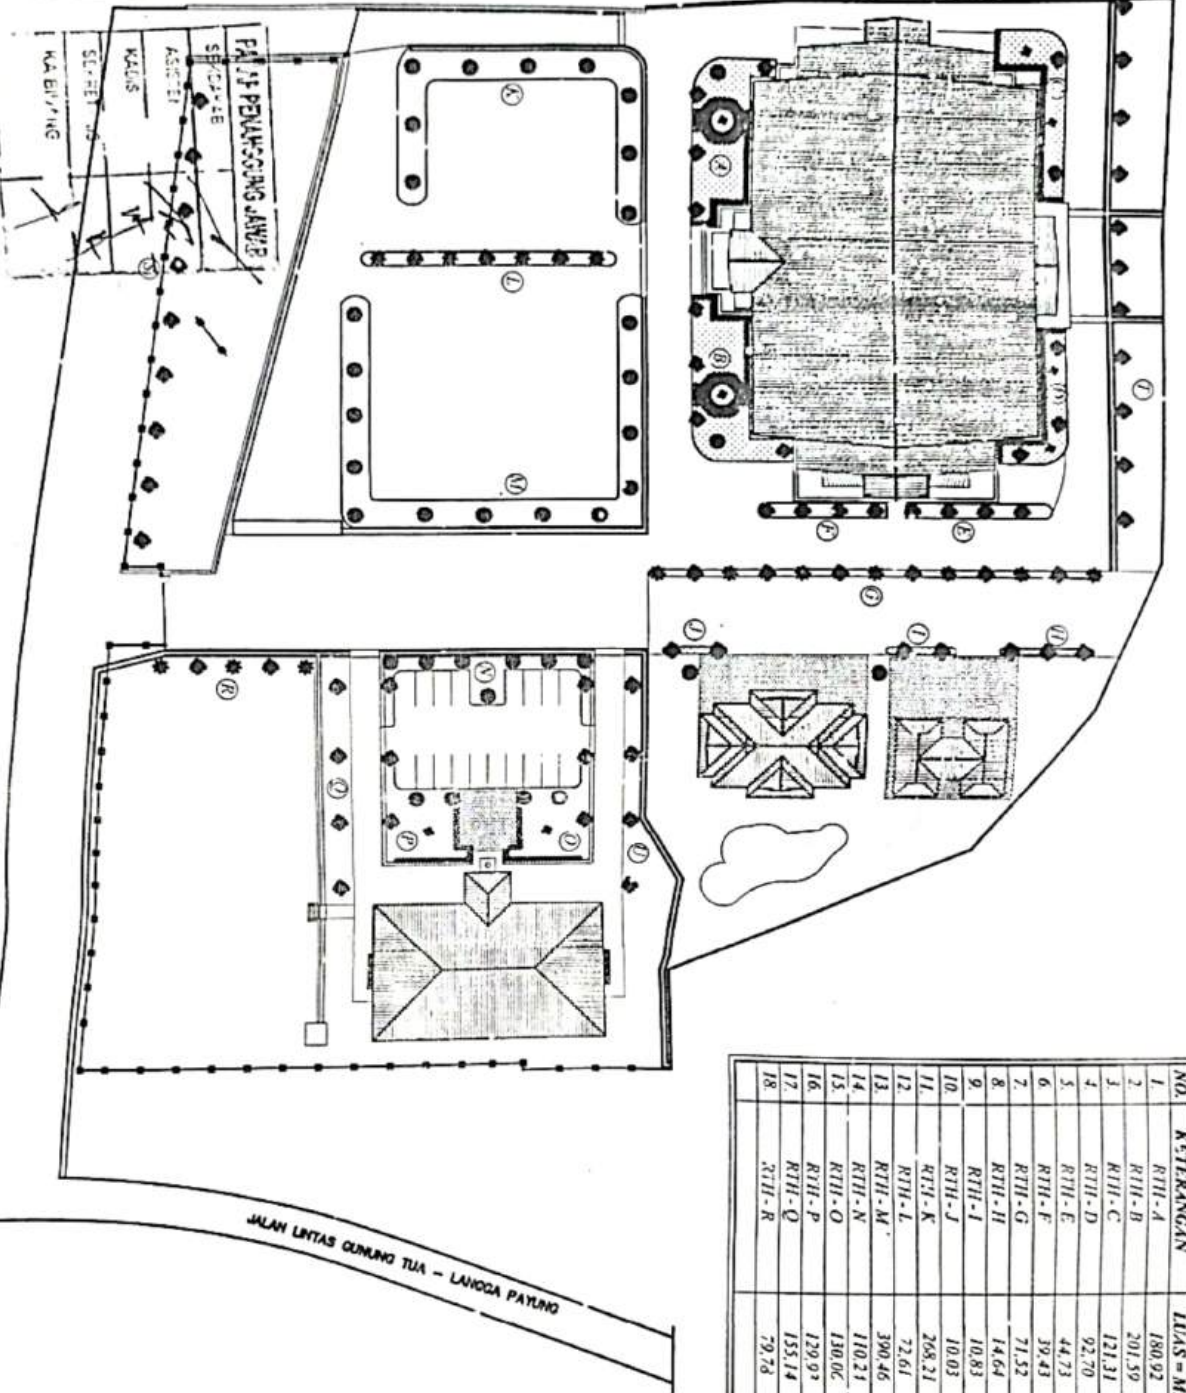 NO. KETERANGAN LUAS = M
1. RTH - A 180,92
2. RTH - B 201,59
3. RTH - C 121,31
4. RTH - D 92,70
5. RTH - E 44,73
6. RTH - F 39,43
7. RTH - G 71,52
8. RTH - H 14,64
9. RTH - I 10,83
10. RTH - J 10,03
11. RTH - K 268,21
12. RTH - L 72,61
13. RTH - M 390,46
14. RTH - N 110,21
15. RTH - O 130,06
16. RTH - P 129,92
17. RTH - Q 155,14
18. RTH - R 79,78
PARAF PENANGGUNG JAWAB
SEKDAKAB
ASISTEN
KADIS
KABIDANG
A
B
E
F
G
H
I
J
K
L
M
N
P
Q
R
JALAN LINTAS GUNUNG TUA - LANGGA PAYUNG